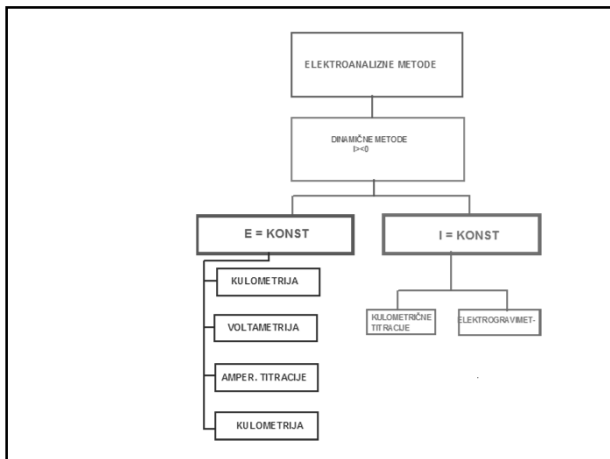 ELEKTROANALIZNE METODE
DINAMIČNE METODE
I><0
E = KONST
I = KONST
KULOMETRIJA
VOLTAMETRIJA
AMPER. TITRACIJE
KULOMETRIJA
KULOMETRIČNE
TITRACIJE
ELEKTROGRAVIMET-